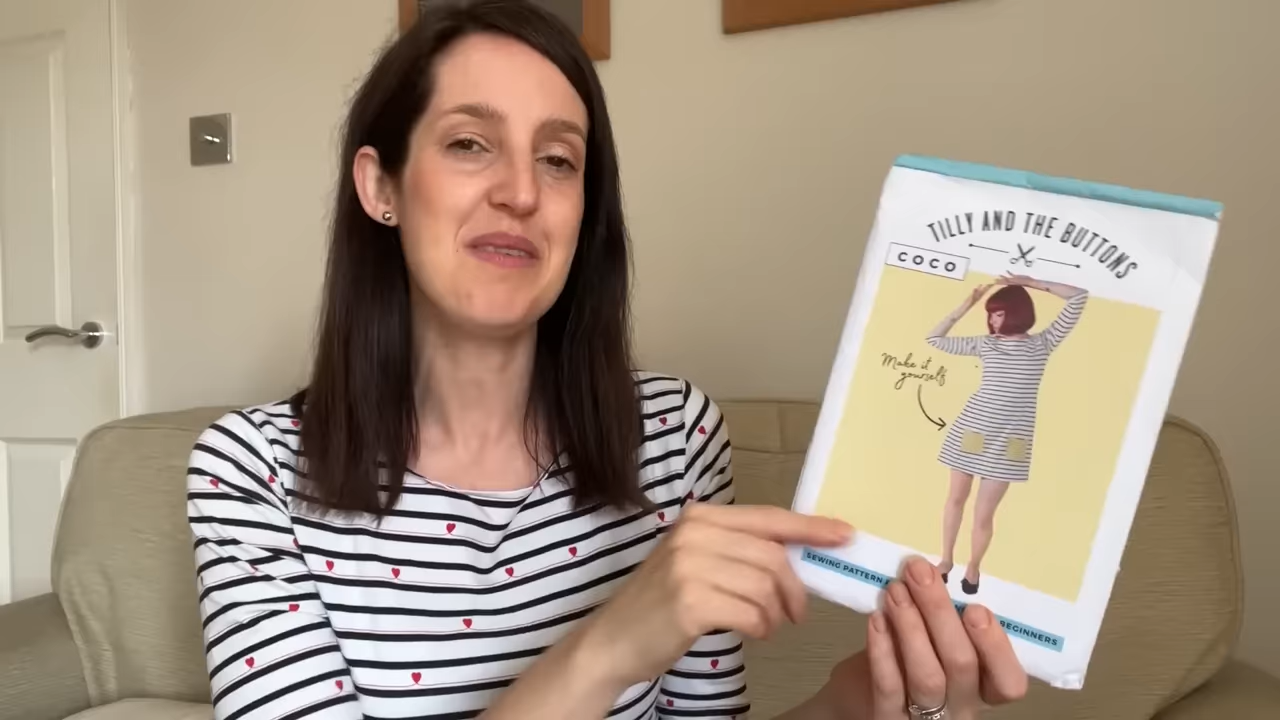 TILLY AND THE BUTTONS
COCO
Make it
yourself
SEWING PATTERN
BEGINNERS